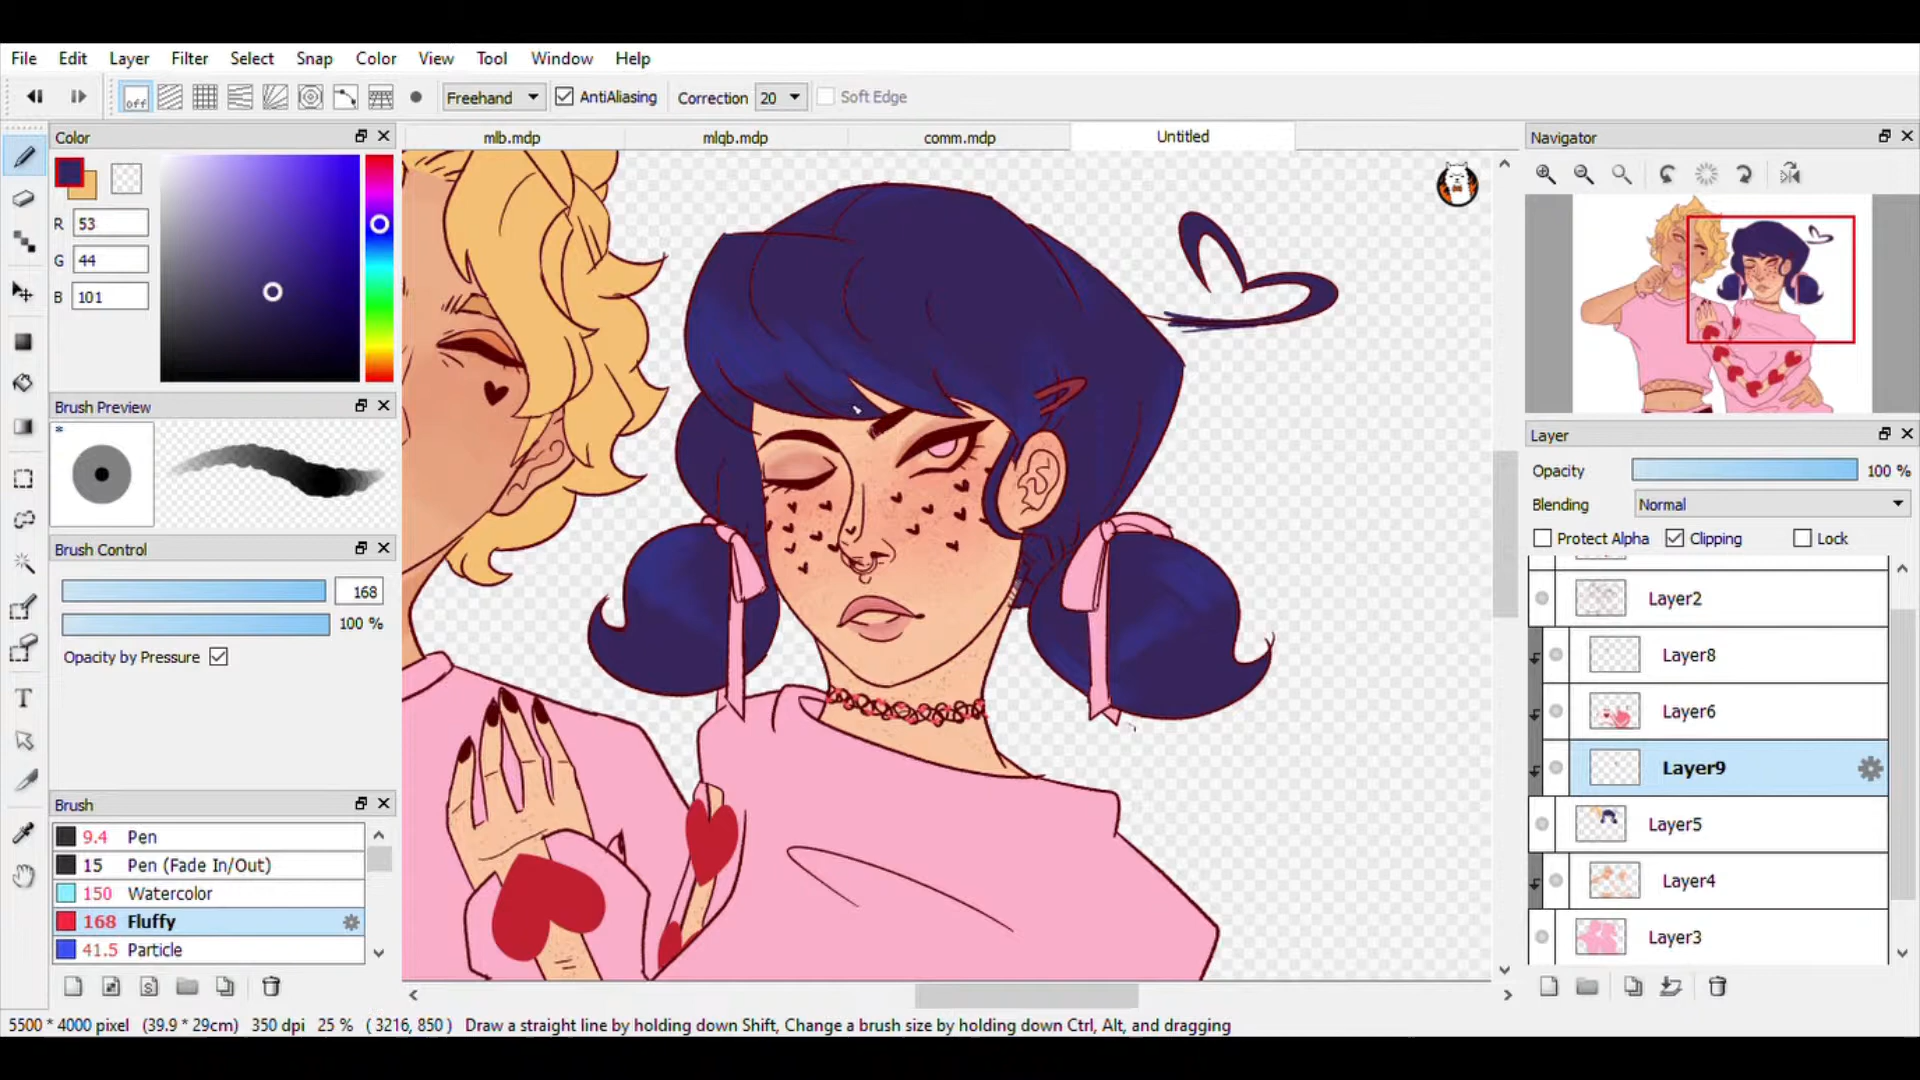 File Edit Layer Filter Select Snap Color View Tool Window Help
off Freehand AntiAliasing Correction 20 Soft Edge
Color
mlb.mdp mlqb.mdp comm.mdp Untitled
Navigator
R 53
G 44
B 101
Brush Preview
*
Brush Control
168
100 %
Opacity by Pressure
Brush
9.4 Pen
15 Pen (Fade In/Out)
150 Watercolor
168 Fluffy
41.5 Particle
Layer
Opacity 100 %
Blending Normal
Protect Alpha Clipping Lock
Layer2
Layer8
Layer6
Layer9
Layer5
Layer4
Layer3
T
S
5500 * 4000 pixel (39.9 * 29cm) 350 dpi 25 % ( 3216, 850 ) Draw a straight line by holding down Shift, Change a brush size by holding down Ctrl, Alt, and dragging